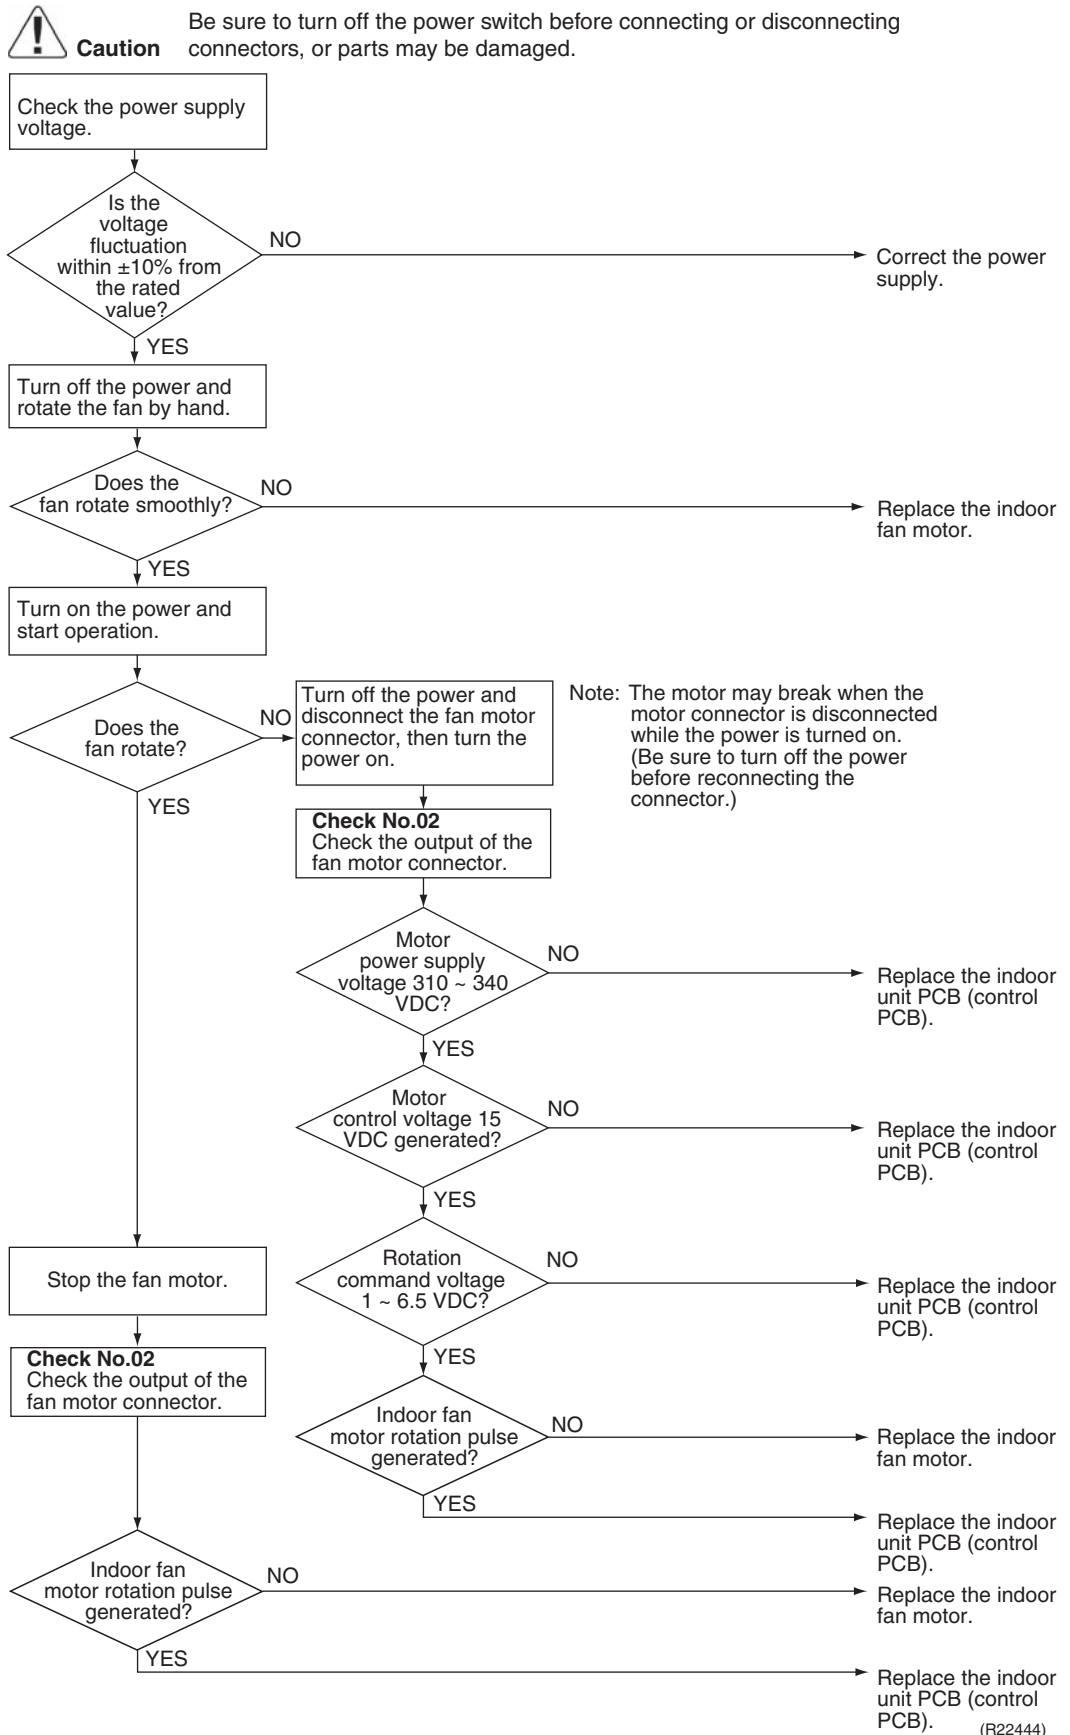 Be sure to turn off the power switch before connecting or disconnecting
Caution connectors, or parts may be damaged.
Check the power supply
voltage.
Is the
voltage
fluctuation
within ±10% from
the rated
value?
NO
Correct the power
supply.
YES
Turn off the power and
rotate the fan by hand.
Does the
fan rotate smoothly?
NO
Replace the indoor
fan motor.
YES
Turn on the power and
start operation.
Does the
fan rotate?
NO
Turn off the power and
disconnect the fan motor
connector, then turn the
power on.
Note: The motor may break when the
motor connector is disconnected
while the power is turned on.
(Be sure to turn off the power
before reconnecting the
connector.)
YES
Check No.02
Check the output of the
fan motor connector.
Motor
power supply
voltage 310 ~ 340
VDC?
NO
Replace the indoor
unit PCB (control
PCB).
YES
Motor
control voltage 15
VDC generated?
NO
Replace the indoor
unit PCB (control
PCB).
YES
Rotation
command voltage
1 ~ 6.5 VDC?
NO
Replace the indoor
unit PCB (control
PCB).
YES
Indoor fan
motor rotation pulse
generated?
NO
Replace the indoor
fan motor.
YES
Replace the indoor
unit PCB (control
PCB).
Stop the fan motor.
Check No.02
Check the output of the
fan motor connector.
Indoor fan
motor rotation pulse
generated?
NO
Replace the indoor
fan motor.
YES
Replace the indoor
unit PCB (control
PCB).
(R22444)